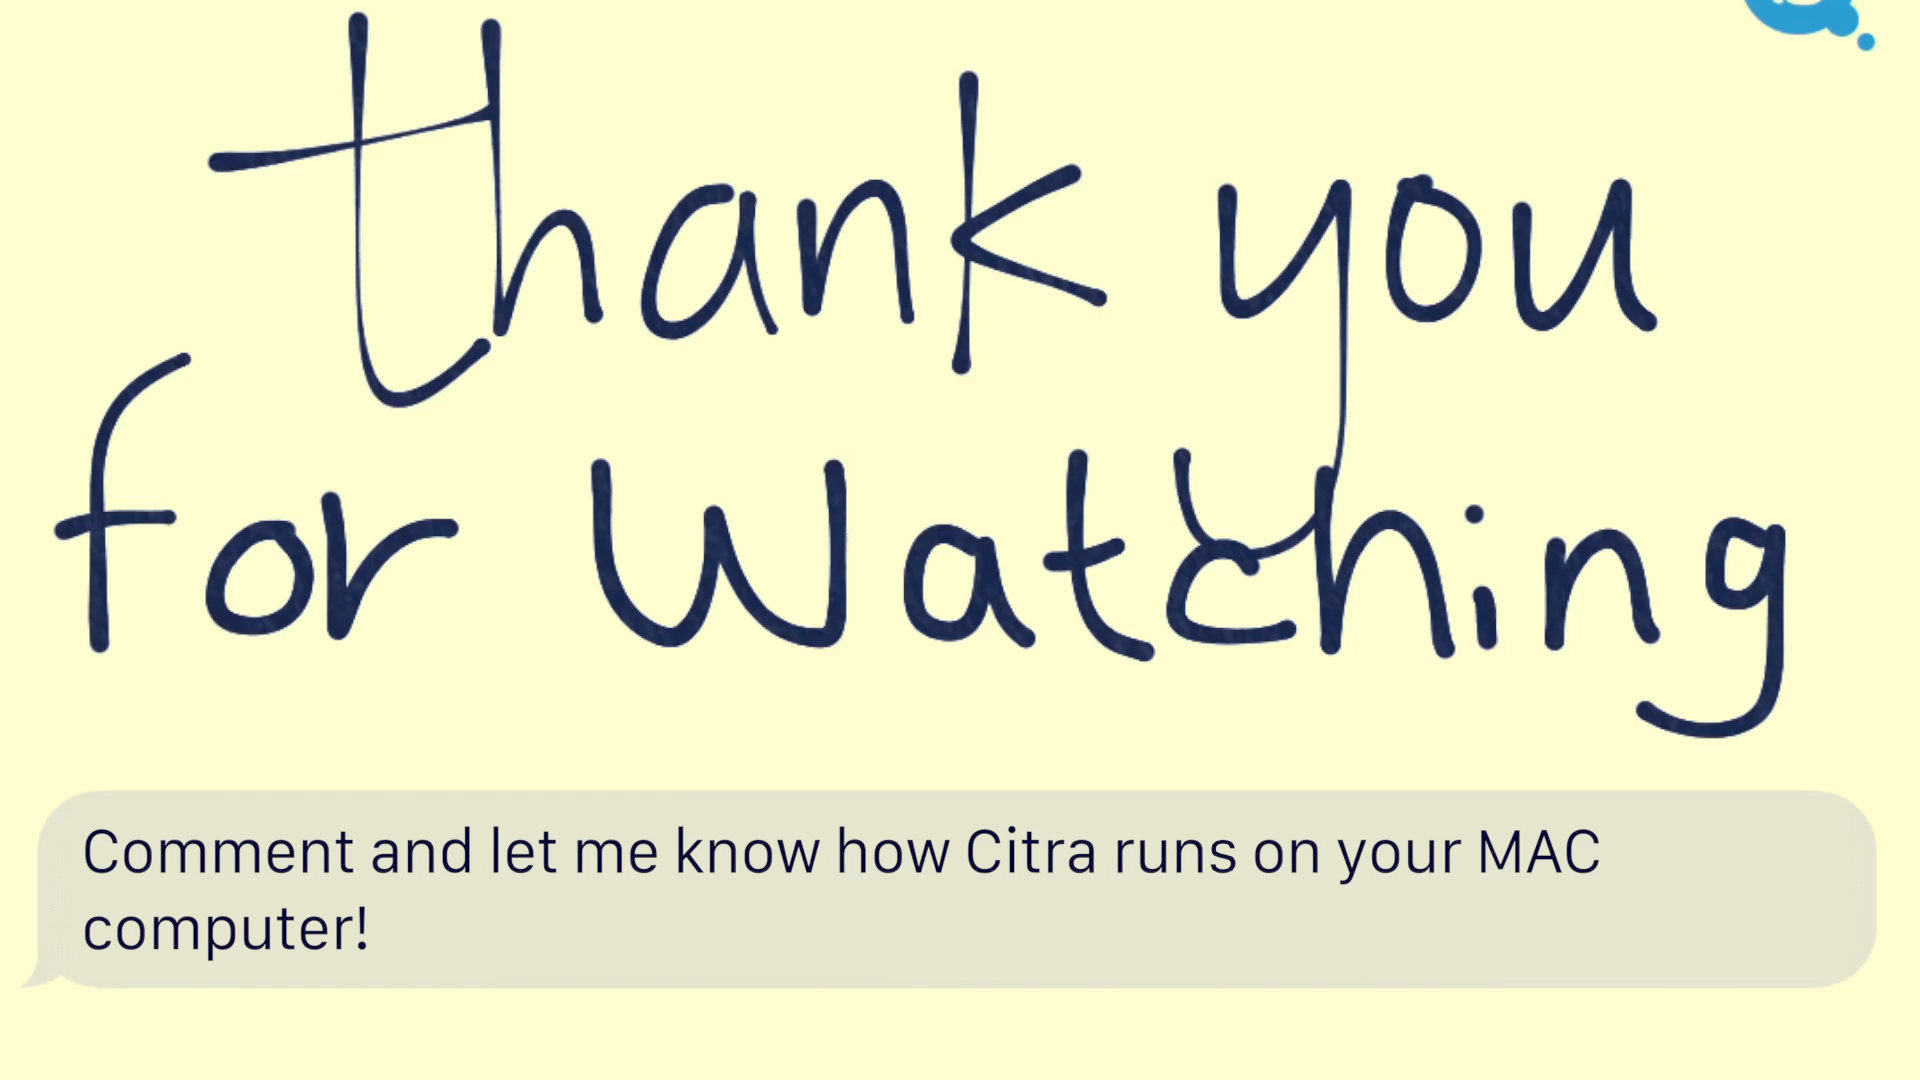 thank you
for Watching
Comment and let me know how Citra runs on your MAC
computer!